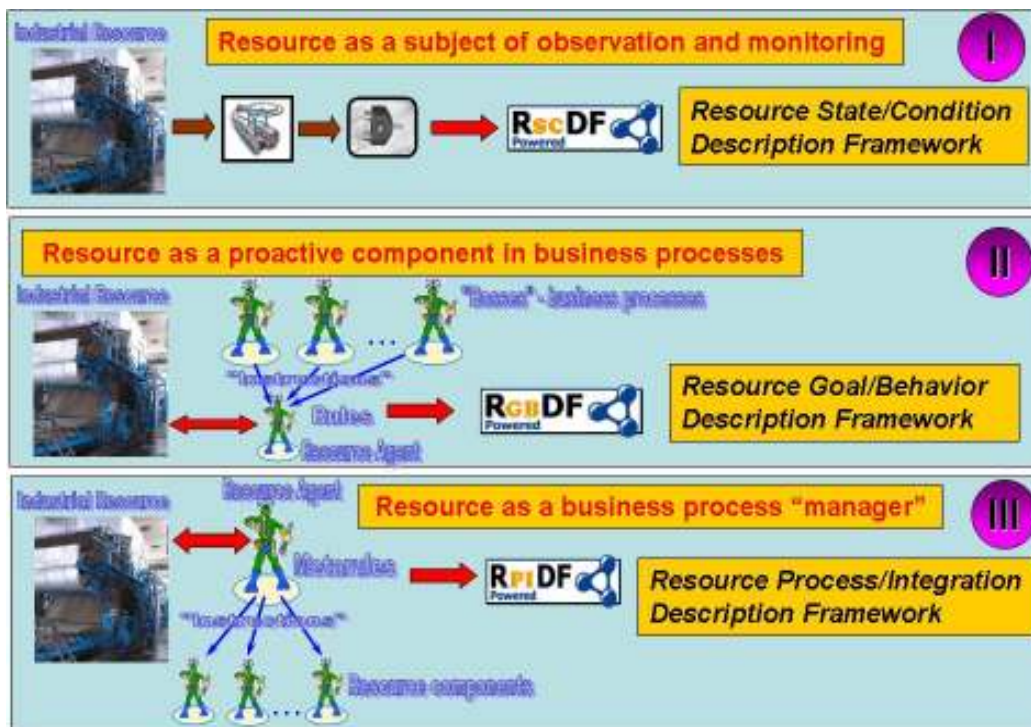 Industrial Resource
Resource as a subject of observation and monitoring
I
RscDF
Powered
Resource State/Condition
Description Framework
Resource as a proactive component in business processes
II
Industrial Resource
"Bosses" - business processes
...
"Instructions"
Rules
Resource Agent
RGBDF
Powered
Resource Goal/Behavior
Description Framework
Industrial Resource
Resource Agent
Resource as a business process “manager”
III
Metarules
RPIDF
Powered
Resource Process/Integration
Description Framework
"Instructions"
...
Resource components